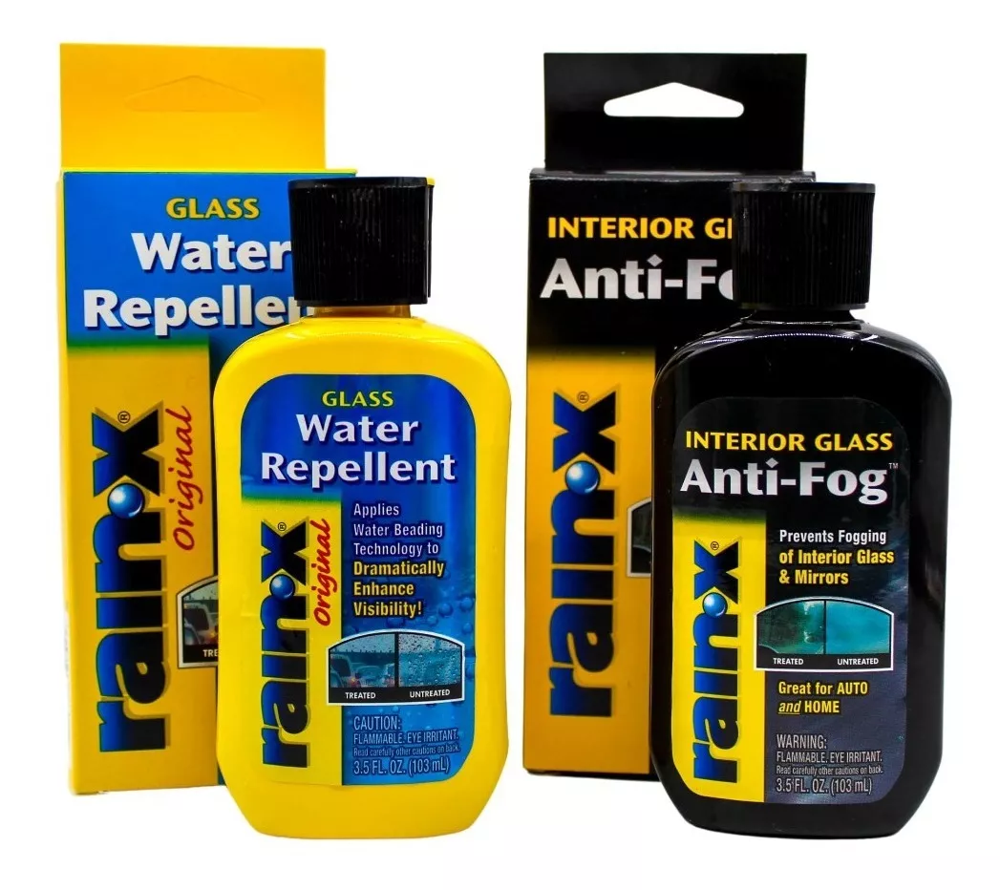 GLASS
Water
Repeller
rain-x®
Original
TRE
GLASS
Water
Repellent
rain-x®
Original
Applies
Water Beading
Technology to
Dramatically
Enhance
Visibility!
TREATED UNTREATED
CAUTION:
FLAMMABLE. EYE IRRITANT.
Read carefully other cautions on back.
3.5 FL. OZ. (103 mL)
INTERIOR GL
Anti-Fo
rain-x®
INTERIOR GLASS
Anti-Fog™
rain-x®
Prevents Fogging
of Interior Glass
& Mirrors
TREATED UNTREATED
Great for AUTO
and HOME
WARNING:
FLAMMABLE. EYE IRRITANT.
Read carefully other cautions on back.
3.5 FL. OZ. (103 mL)